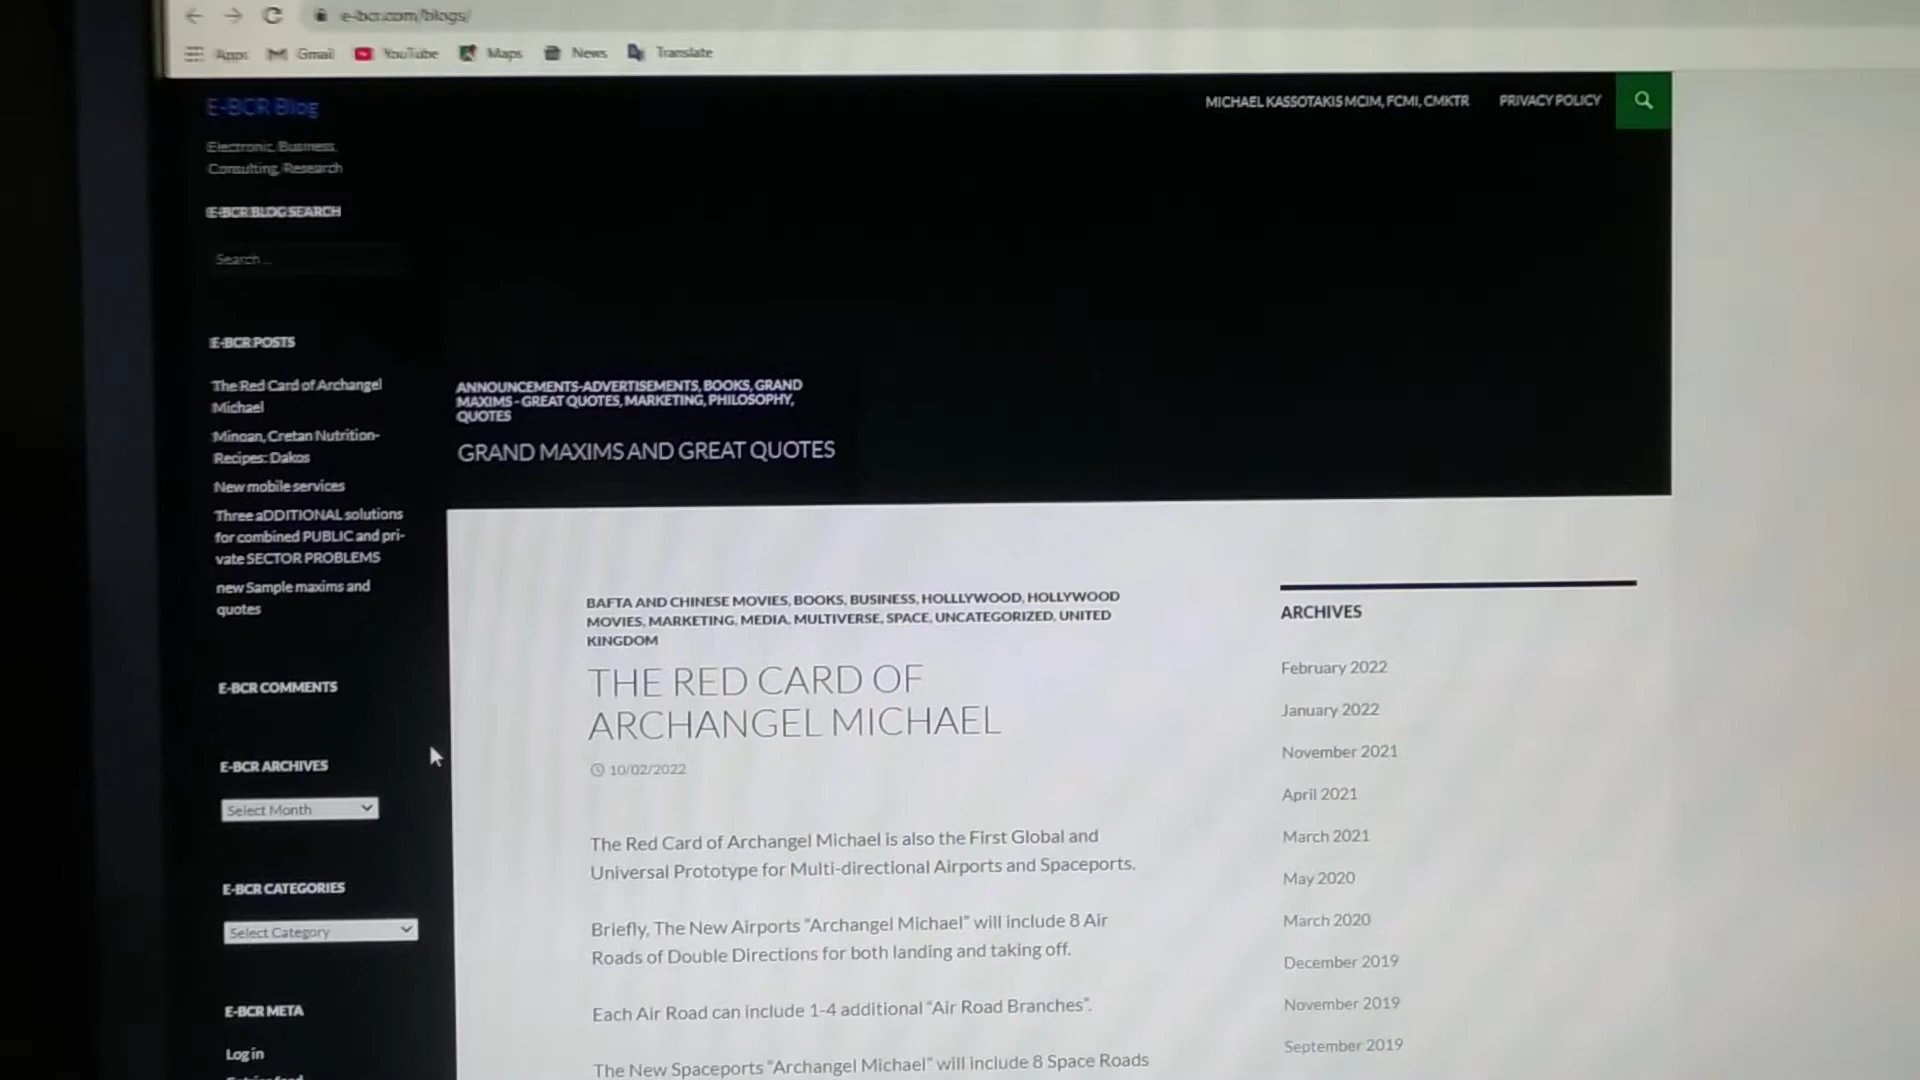 e-bcr.com/blogs/
Apps Gmail YouTube Maps News Translate
E-BCR Blog
MICHAEL KASSOTAKIS MCIM, FCMI, CMKTR PRIVACY POLICY
Electronic, Business,
Consulting, Research
E-BCR BLOG SEARCH
Search ...
E-BCR POSTS
The Red Card of Archangel
Michael
Minoan, Cretan Nutrition-
Recipes: Dakos
New mobile services
Three aDDITIONAL solutions
for combined PUBLIC and pri-
vate SECTOR PROBLEMS
new Sample maxims and
quotes
E-BCR COMMENTS
E-BCR ARCHIVES
Select Month
E-BCR CATEGORIES
Select Category
E-BCR META
Log in
ANNOUNCEMENTS-ADVERTISEMENTS, BOOKS, GRAND
MAXIMS - GREAT QUOTES, MARKETING, PHILOSOPHY,
QUOTES
GRAND MAXIMS AND GREAT QUOTES
BAFTA AND CHINESE MOVIES, BOOKS, BUSINESS, HOLLLYWOOD, HOLLYWOOD
MOVIES, MARKETING, MEDIA, MULTIVERSE, SPACE, UNCATEGORIZED, UNITED
KINGDOM
THE RED CARD OF
ARCHANGEL MICHAEL
10/02/2022
The Red Card of Archangel Michael is also the First Global and
Universal Prototype for Multi-directional Airports and Spaceports.
Briefly, The New Airports “Archangel Michael” will include 8 Air
Roads of Double Directions for both landing and taking off.
Each Air Road can include 1-4 additional “Air Road Branches”.
The New Spaceports “Archangel Michael” will include 8 Space Roads
ARCHIVES
February 2022
January 2022
November 2021
April 2021
March 2021
May 2020
March 2020
December 2019
November 2019
September 2019